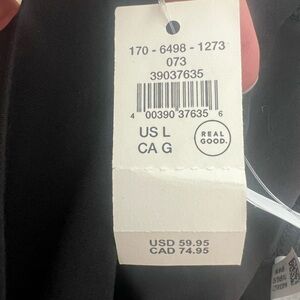 170 - 6498 - 1273
073
39037635
4 00390 37635 6
US L
CA G
REAL
GOOD.
USD 59.95
CAD 74.95